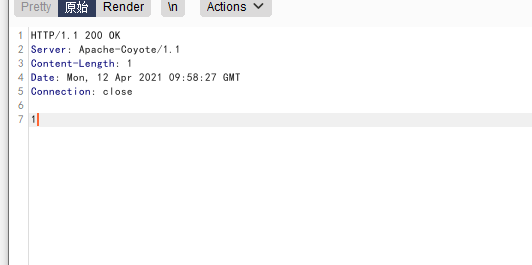 Pretty 原始 Render \n Actions
1 HTTP/1.1 200 OK
2 Server: Apache-Coyote/1.1
3 Content-Length: 1
4 Date: Mon, 12 Apr 2021 09:58:27 GMT
5 Connection: close
6
7 1